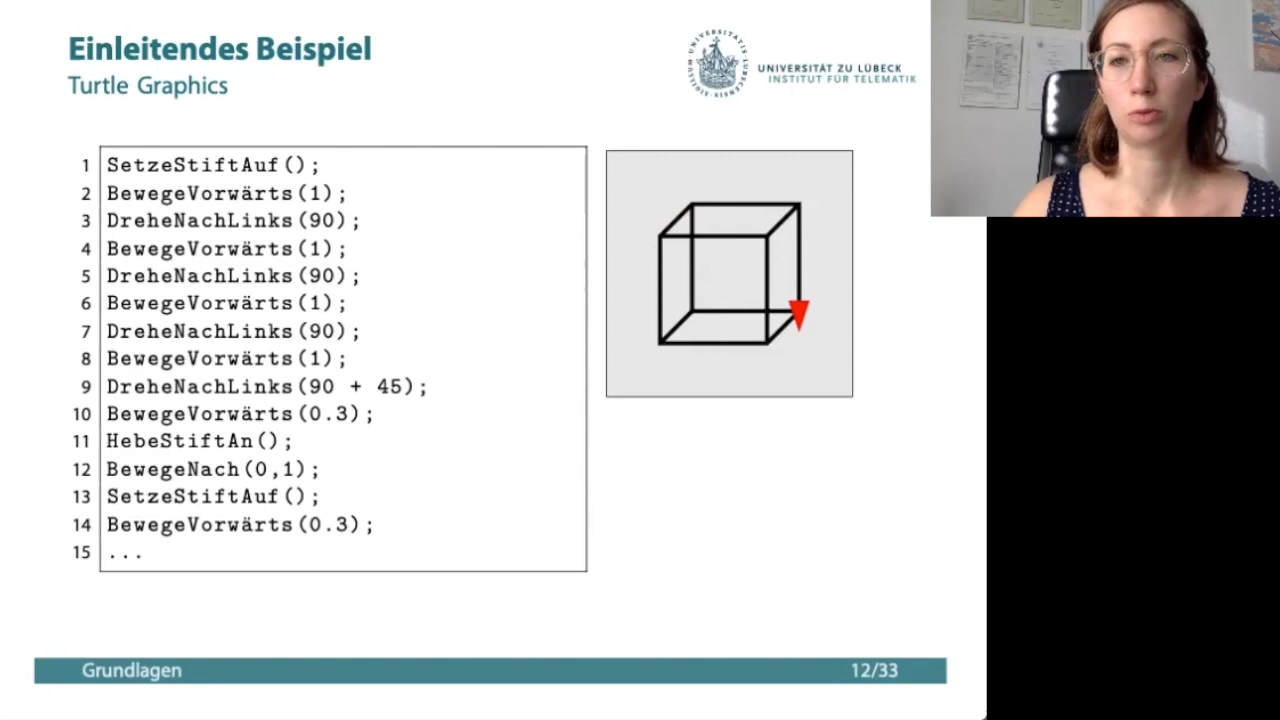 Einleitendes Beispiel
Turtle Graphics
UNIVERSITÄT ZU LÜBECK
INSTITUT FÜR TELEMATIK
1 SetzeStiftAuf();
2 BewegeVorwärts(1);
3 DreheNachLinks(90);
4 BewegeVorwärts(1);
5 DreheNachLinks(90);
6 BewegeVorwärts(1);
7 DreheNachLinks(90);
8 BewegeVorwärts(1);
9 DreheNachLinks(90 + 45);
10 BewegeVorwärts(0.3);
11 HebeStiftAn();
12 BewegeNach(0,1);
13 SetzeStiftAuf();
14 BewegeVorwärts(0.3);
15 ...
Grundlagen
12/33